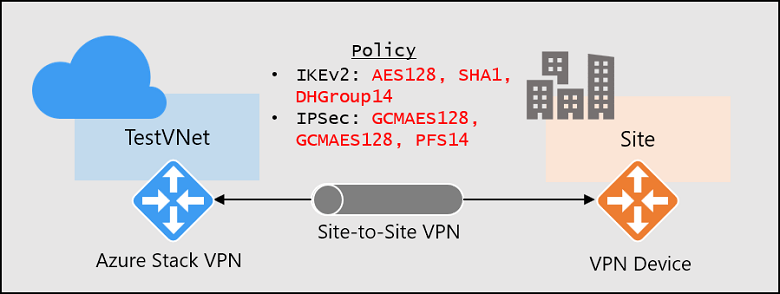 Policy
• IKEv2: AES128, SHA1,
DHGroup14
• IPSec: GCMAES128,
GCMAES128, PFS14
TestVNet
Site
Site-to-Site VPN
Azure Stack VPN
VPN Device